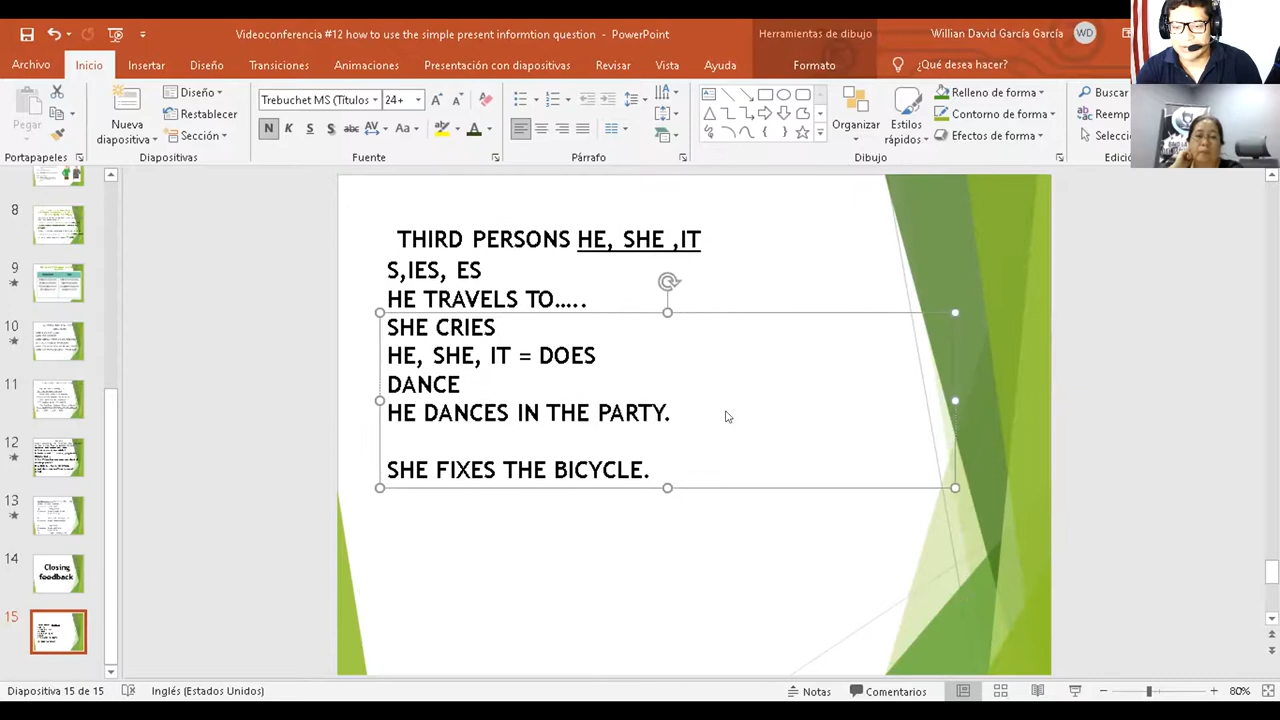 Videoconferencia #12 how to use the simple present informtion question - PowerPoint
Herramientas de dibujo
Willian David García García
WD
Archivo
Inicio
Insertar
Diseño
Transiciones
Animaciones
Presentación con diapositivas
Revisar
Vista
Ayuda
Formato
¿Qué desea hacer?
Pegar
Nueva
diapositiva
Diseño
Restablecer
Sección
Trebuchet MS (Títulos
24+
N K S S abc AV Aa A
Organizar
Estilos
rápidos
Relleno de forma
Contorno de forma
Efectos de forma
Buscar
Reemp
Selecci
Portapapeles
Diapositivas
Fuente
Párrafo
Dibujo
Edició
THIRD PERSONS HE, SHE ,IT
S,IES, ES
HE TRAVELS TO…..
SHE CRIES
HE, SHE, IT = DOES
DANCE
HE DANCES IN THE PARTY.
SHE FIXES THE BICYCLE.
8
9
10
11
12
13
14
Closing
feedback
15
Diapositiva 15 de 15
Inglés (Estados Unidos)
Notas
Comentarios
80%